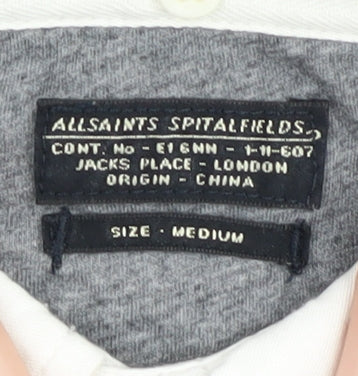 ALLSAINTS SPITALFIELDS
CONT. No - E1 6NN - 1-11-607
JACKS PLACE - LONDON
ORIGIN - CHINA
SIZE · MEDIUM